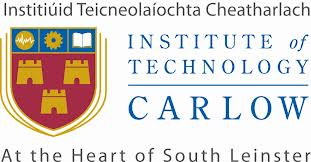 Institiúid Teicneolaíochta Cheatharlach
INSTITUTE of
TECHNOLOGY
CARLOW
At the Heart of South Leinster